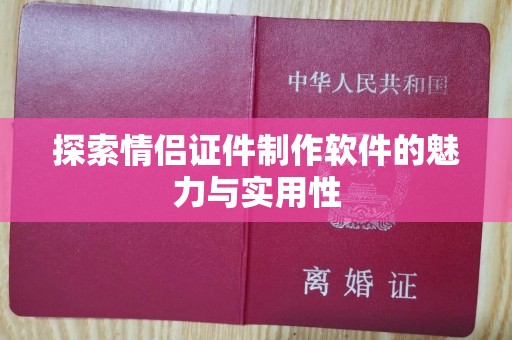 中华人民共和国
探索情侣证件制作软件的魅
力与实用性
离婚证